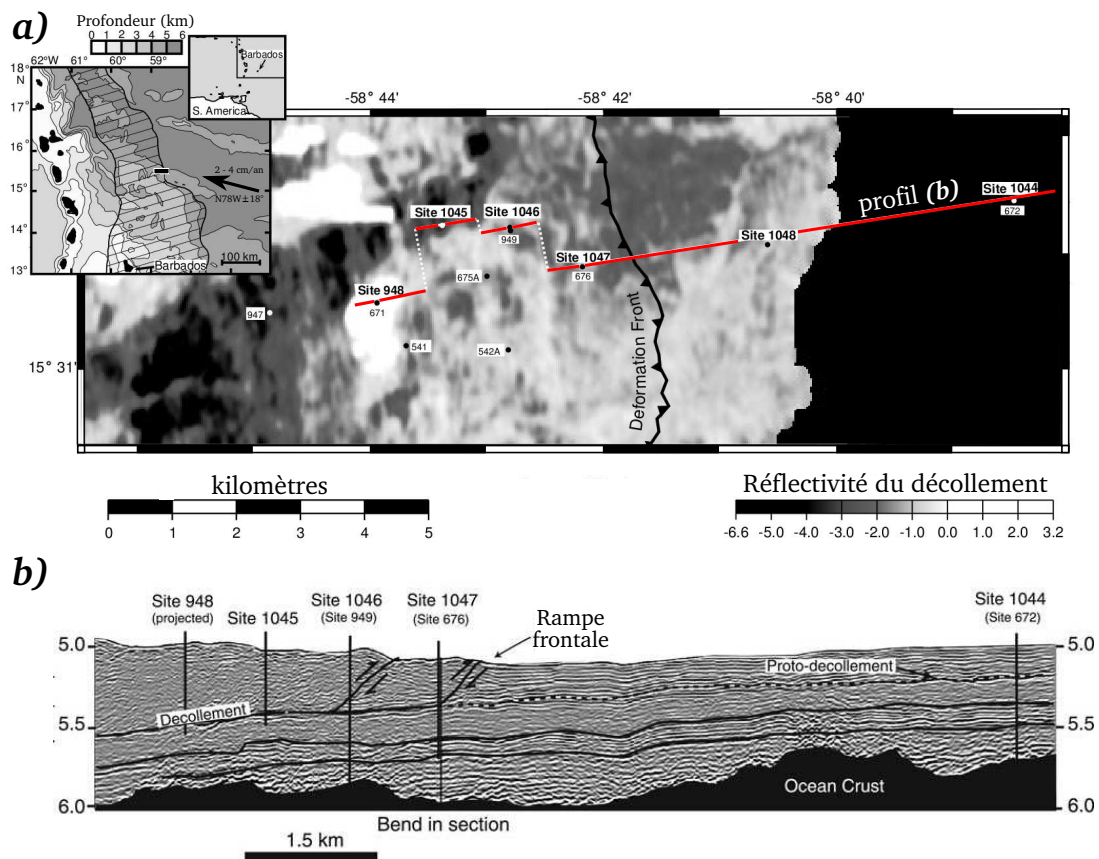 a)
Profondeur (km)
0 1 2 3 4 5 6
62°W 61° 60° 59°
18°
N
17°
16°
15°
14°
13°
Barbados
S. America
2 - 4 cm/an
N78W±18°
Barbados
100 km
-58 44' -58 42' -58 40'
15° 31'
Site 1045
Site 1046
949
Site 1047
676
Site 1048
profil (b)
Site 1044
672
675A
Site 948
671
947
541
542A
Deformation Front
kilomètres
0 1 2 3 4 5
Réflectivité du décollement
-6.6 -5.0 -4.0 -3.0 -2.0 -1.0 0.0 1.0 2.0 3.2
b)
Site 948
(projected)
Site 1045
Site 1046
(Site 949)
Site 1047
(Site 676)
Rampe
frontale
Site 1044
(Site 672)
5.0 5.0
Proto-decollement
Decollement
5.5 5.5
Ocean Crust
6.0 6.0
Bend in section
1.5 km